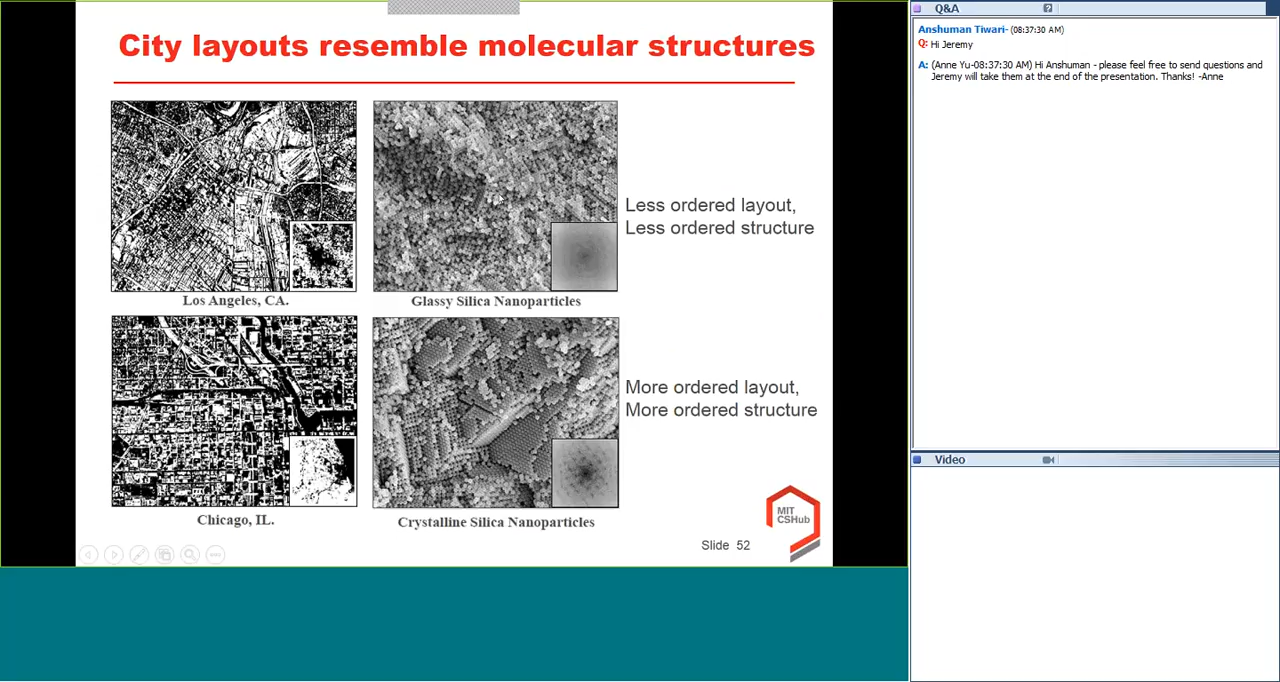 City layouts resemble molecular structures
Less ordered layout,
Less ordered structure
Los Angeles, CA.
Glassy Silica Nanoparticles
More ordered layout,
More ordered structure
Chicago, IL.
Crystalline Silica Nanoparticles
MIT
CSHub
Slide 52
Q&A
?
Anshuman Tiwari- (08:37:30 AM)
Q: Hi Jeremy
A: (Anne Yu-08:37:30 AM) Hi Anshuman - please feel free to send questions and
Jeremy will take them at the end of the presentation. Thanks! -Anne
Video